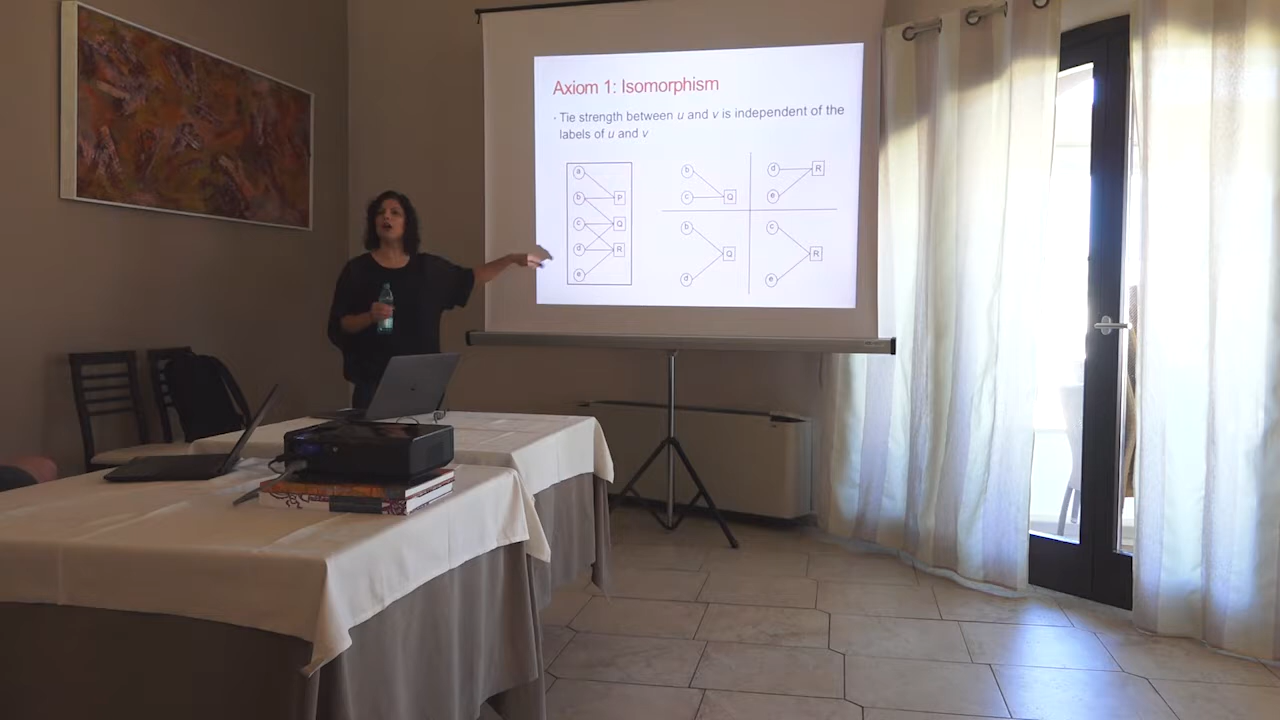 Axiom 1: Isomorphism
· Tie strength between u and v is independent of the
labels of u and v
a
b P
c Q
d R
e
b
c Q
d R
e
b
Q
d
c
R
e